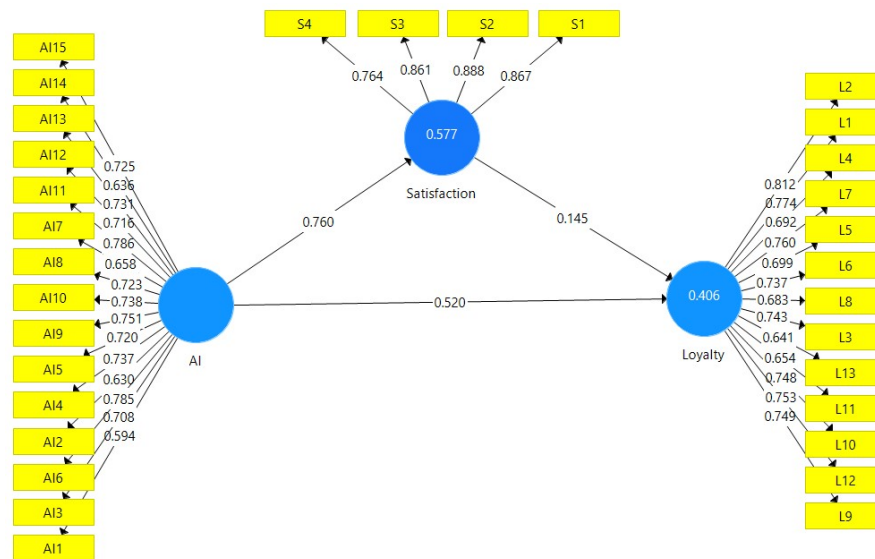 S4
S3
S2
S1
0.764
0.861
0.888
0.867
0.577
Satisfaction
AI15
AI14
AI13
AI12
AI11
AI7
AI8
AI10
AI9
AI5
AI4
AI2
AI6
AI3
AI1
0.725
0.636
0.731
0.716
0.786
0.658
0.723
0.738
0.751
0.720
0.737
0.630
0.785
0.708
0.594
AI
0.760
0.145
0.520
0.406
Loyalty
0.812
0.774
0.692
0.760
0.699
0.737
0.683
0.743
0.641
0.654
0.748
0.753
0.749
L2
L1
L4
L7
L5
L6
L8
L3
L13
L11
L10
L12
L9